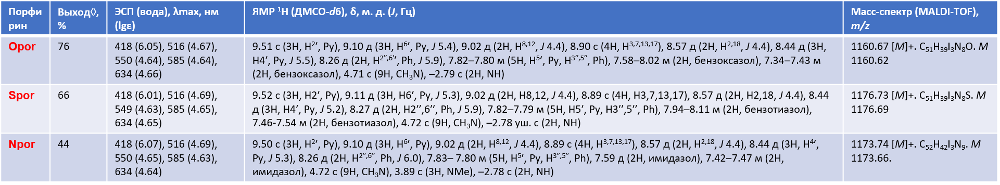 Порфи
рин
Выход◊,
%
ЭСП (вода), λmax, нм
(lgε)
ЯМР ¹H (ДМСО-d6), δ, м. д. (J, Гц)
Масс-спектр (MALDI-TOF),
m/z
Opor
76
418 (6.05), 516 (4.67),
550 (4.64), 585 (4.64),
634 (4.66)
9.51 с (3H, H²′, Py), 9.10 д (3H, H⁶′, Py, J 5.4), 9.02 д (2H, H⁸,¹², J 4.4), 8.90 с (4H, H³,⁷,¹³,¹⁷), 8.57 д (2H, H²,¹⁸, J 4.4), 8.44 д (3H,
H4′, Py, J 5.5), 8.26 д (2H, H²″,⁶″, Ph, J 5.9), 7.82–7.80 м (5H, H⁵′, Py, H³″,⁵″, Ph), 7.58–8.02 м (2H, бензоксазол), 7.34–7.43 м
(2H, бензоксазол), 4.71 с (9H, CH₃N), –2.79 с (2H, NH)
1160.67 [M]+. C₅₁H₃₉I₃N₈O. M
1160.62
Spor
66
418 (6.01), 516 (4.69),
549 (4.63), 585 (4.65),
634 (4.65)
9.52 с (3H, H2′, Py), 9.11 д (3H, H6′, Py, J 5.3), 9.02 д (2H, H8,12, J 4.4), 8.89 с (4H, H3,7,13,17), 8.57 д (2H, H2,18, J 4.4), 8.44
д (3H, H4′, Py, J 5.2), 8.27 д (2H, H2′′,6′′, Ph, J 5.9), 7.82–7.79 м (5H, H5′, Py, H3′′,5′′, Ph), 7.94–8.11 м (2H, бензотиазол),
7.46-7.54 м (2H, бензотиазол), 4.72 с (9H, CH₃N), –2.78 уш. с (2H, NH)
1176.73 [M]+. C₅₁H₃₉I₃N₈S. M
1176.69
Npor
44
418 (6.07), 516 (4.69),
550 (4.65), 585 (4.63),
634 (4.64)
9.50 с (3H, H²′, Py), 9.10 д (3H, H⁶′, Py), 9.02 д (2H, H⁸,¹², J 4.4), 8.89 с (4H, H³,⁷,¹³,¹⁷), 8.57 д (2H, H²,¹⁸, J 4.4), 8.44 д (3H, H⁴′,
Py, J 5.3), 8.26 д (2H, H²″,⁶″, Ph, J 6.0), 7.83– 7.80 м (5H, H⁵′, Py, H³″,⁵″, Ph), 7.59 д (2H, имидазол), 7.42–7.47 м (2H,
имидазол), 4.72 с (9H, CH₃N), 3.89 с (3H, NMe), –2.78 с (2H, NH)
1173.74 [M]+. C₅₂H₄₂I₃N₉. M
1173.66.